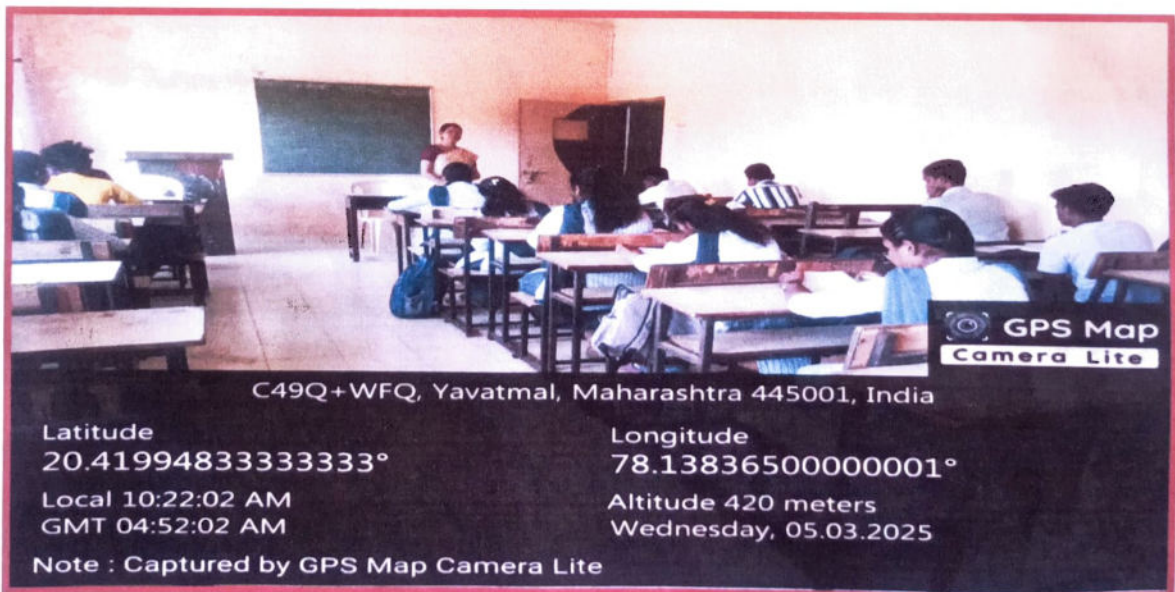 GPS Map
Camera Lite
C49Q+WFQ, Yavatmal, Maharashtra 445001, India
Latitude
20.41994833333333°
Longitude
78.13836500000001°
Local 10:22:02 AM
GMT 04:52:02 AM
Altitude 420 meters
Wednesday, 05.03.2025
Note : Captured by GPS Map Camera Lite